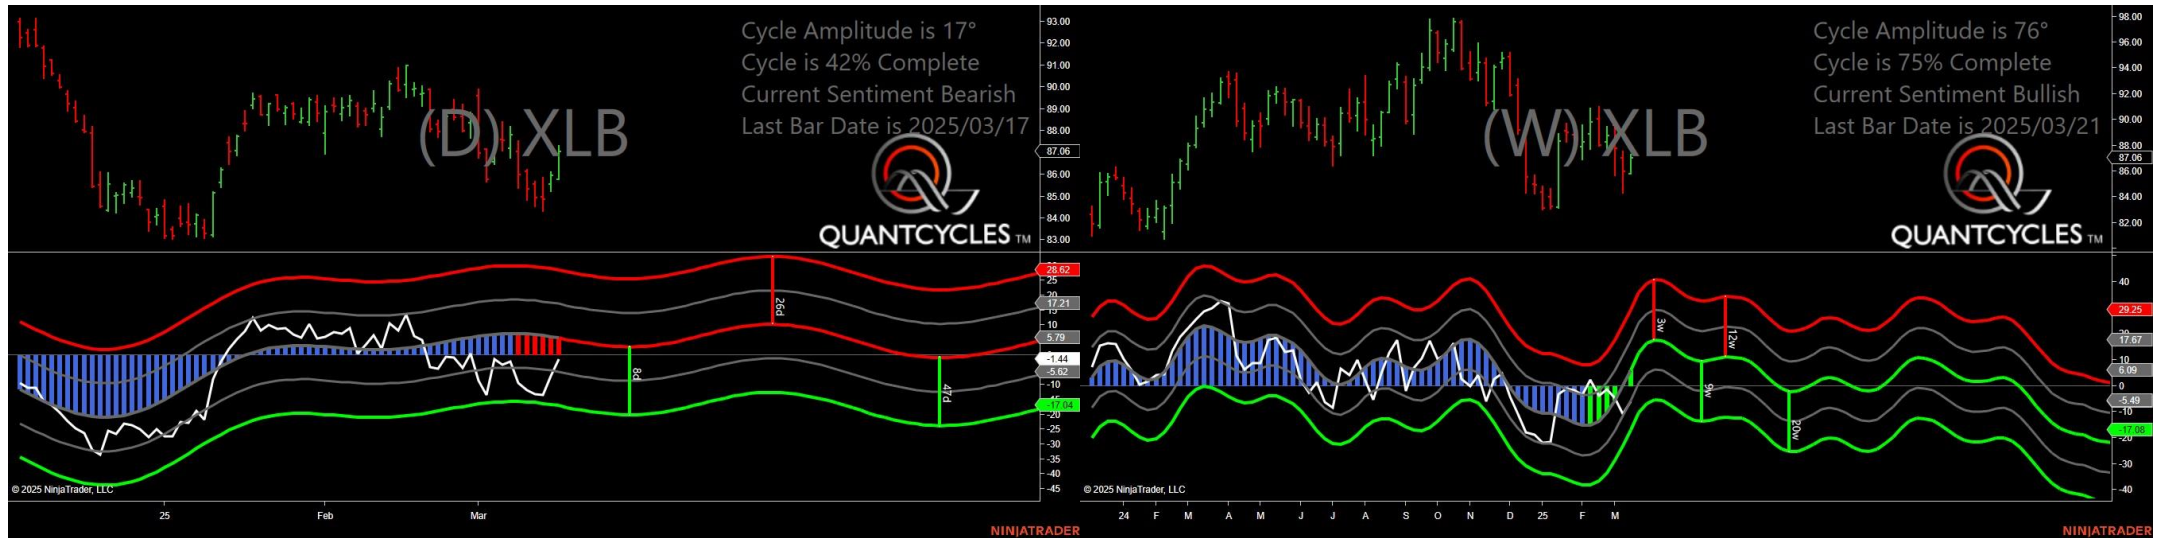 Cycle Amplitude is 17°
Cycle is 42% Complete
Current Sentiment Bearish
Last Bar Date is 2025/03/17
(D) XLB
QUANTCYCLES TM
93.00
92.00
91.00
90.00
89.00
88.00
87.06
86.00
85.00
84.00
83.00
28.62
25
20
17.21
15
10
5.79
-1.44
-5.62
-10
-17.04
-20
-25
-30
-35
-40
-45
26d
8d
47d
© 2025 NinjaTrader, LLC
25 Feb Mar
NINJATRADER
Cycle Amplitude is 76°
Cycle is 75% Complete
Current Sentiment Bullish
Last Bar Date is 2025/03/21
(W) XLB
QUANTCYCLES TM
98.00
96.00
94.00
92.00
90.00
88.00
87.06
86.00
84.00
82.00
40
29.25
20
17.67
10
6.09
0
-5.49
-10
-17.08
-20
-30
-40
3w
12w
9w
20w
© 2025 NinjaTrader, LLC
24 F M A M J J A S O N D 25 F M
NINJATRADER